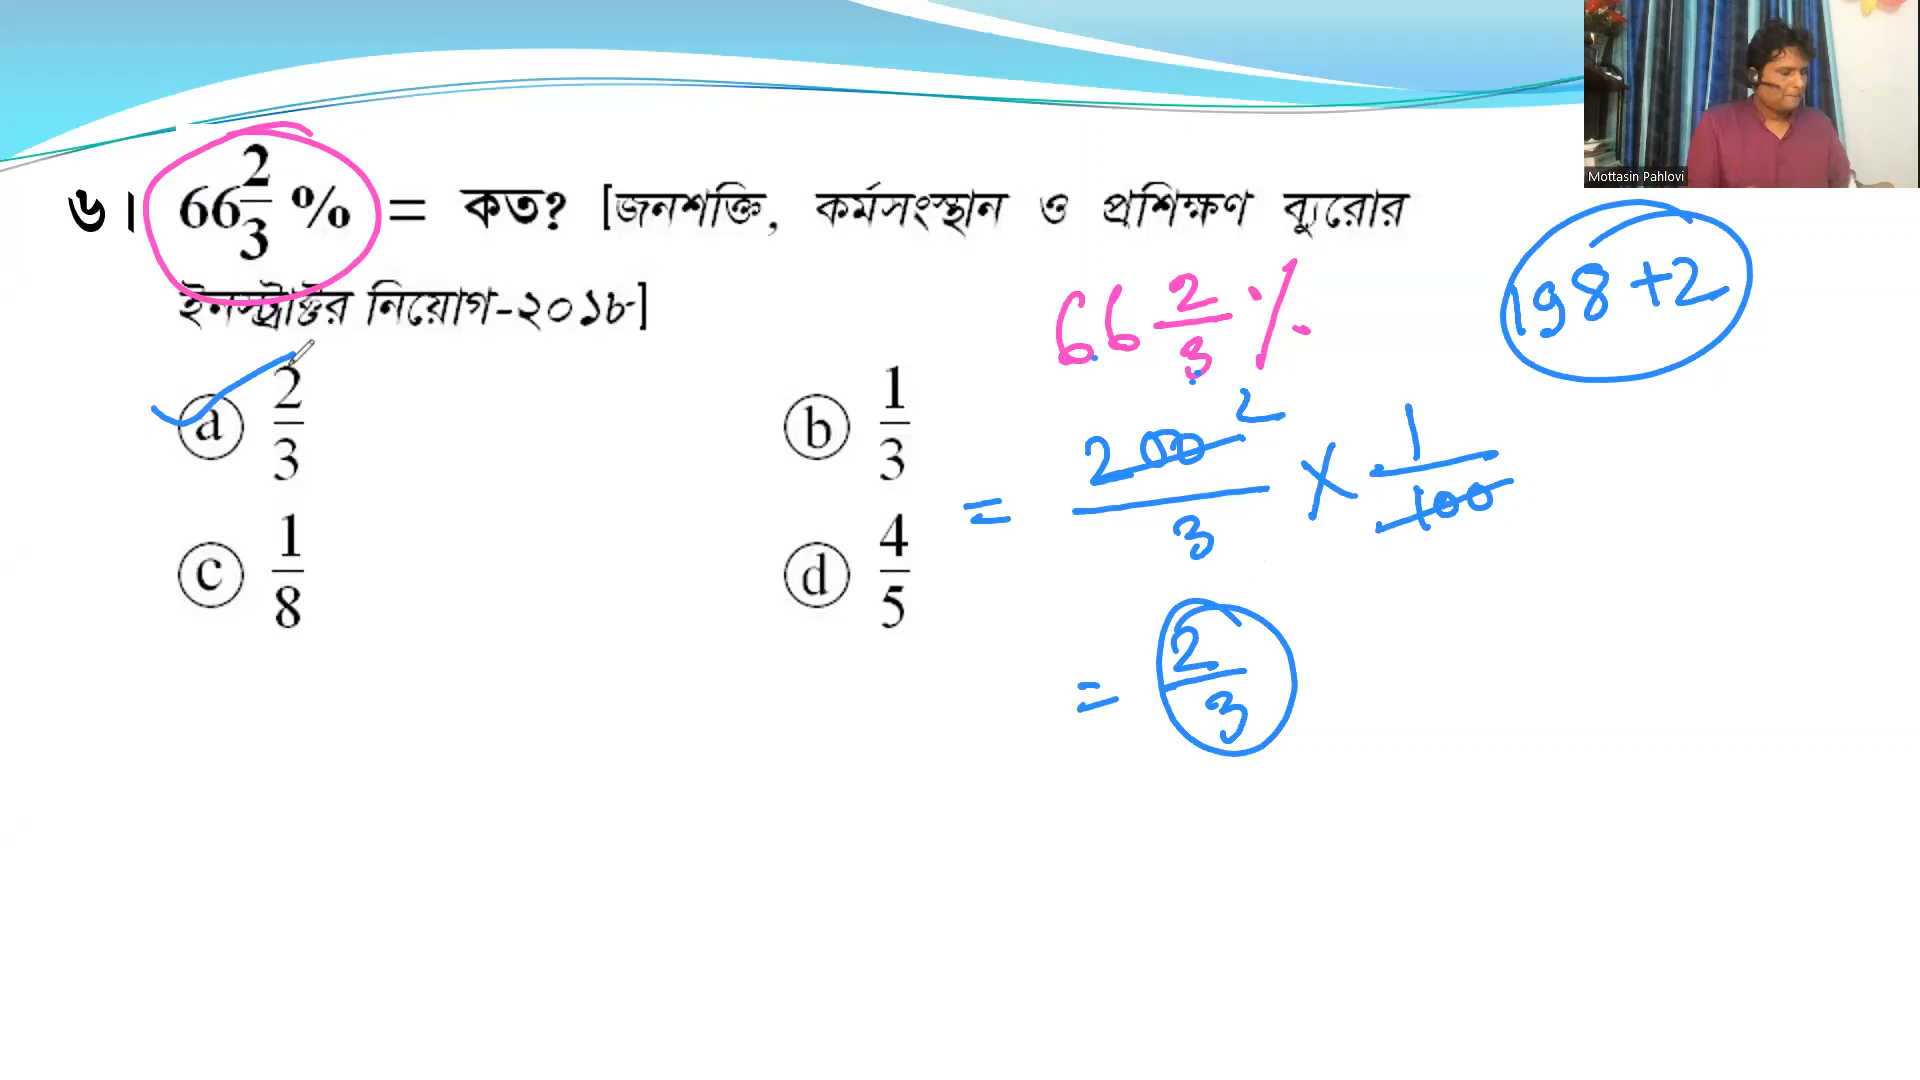 ৬। 66 2/3 % = কত? [জনশক্তি, কর্মসংস্থান ও প্রশিক্ষণ ব্যুরোর
ইনস্ট্রাক্টর নিয়োগ-২০১৮]
ⓐ 2/3
ⓑ 1/3
ⓒ 1/8
ⓓ 4/5
66 2/3 %
198+2
= 200/3 × 1/100
2
= 2/3
Mottasin Pahlovi